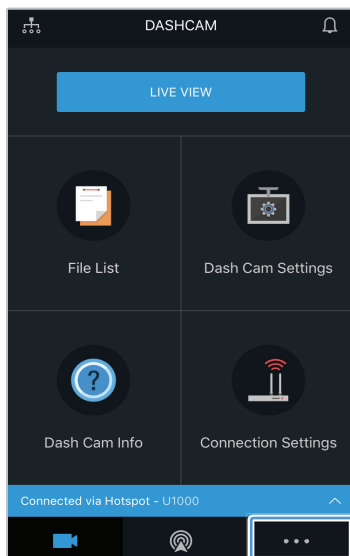 DASHCAM
LIVE VIEW
File List
Dash Cam Settings
Dash Cam Info
Connection Settings
Connected via Hotspot - U1000